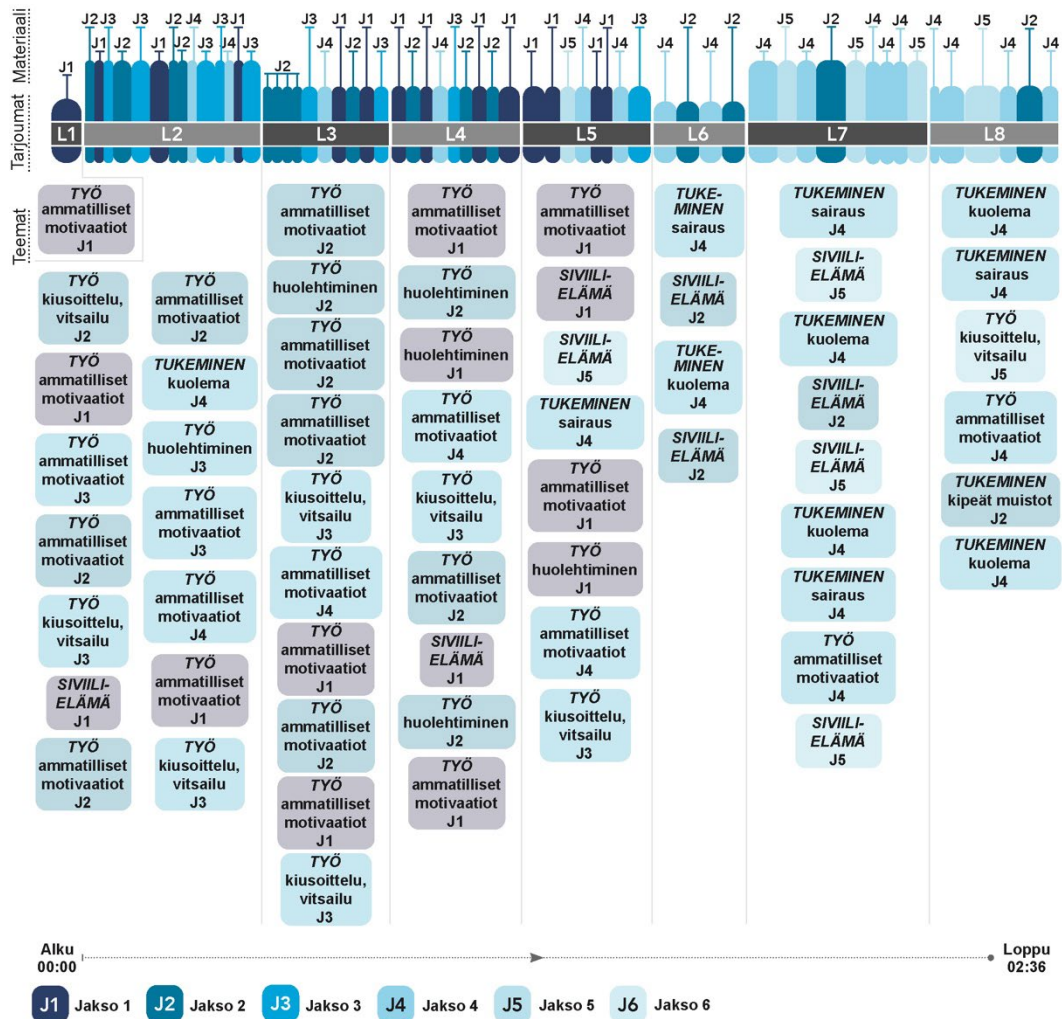 Materiaali
Tarjoumat
Teemat
J2 J3 J3 J1 J4 J3 J1
J1 J2 J2 J3 J4 J3
J1
J3 J1 J1
J4 J2 J2 J3
J2
J1 J1 J3 J1 J1
J2 J4 J2 J2
J1 J1 J5 J4 J1 J1 J4 J3
J2 J2
J4 J4
J5 J2 J4 J4
J4 J4 J5 J4 J5
J4 J5 J2
J4 J4
L1 L2 L3 L4 L5 L6 L7 L8
TYÖ
ammatilliset
motivaatiot
J1
TYÖ
kiusoittelu,
vitsailu
J2
TYÖ
ammatilliset
motivaatiot
J1
TYÖ
ammatilliset
motivaatiot
J3
TYÖ
ammatilliset
motivaatiot
J2
TYÖ
kiusoittelu,
vitsailu
J3
SIVIILI-
ELÄMÄ
J1
TYÖ
ammatilliset
motivaatiot
J2
TYÖ
ammatilliset
motivaatiot
J2
TUKEMINEN
kuolema
J4
TYÖ
huolehtiminen
J3
TYÖ
ammatilliset
motivaatiot
J3
TYÖ
ammatilliset
motivaatiot
J4
TYÖ
ammatilliset
motivaatiot
J1
TYÖ
kiusoittelu,
vitsailu
J3
TYÖ
ammatilliset
motivaatiot
J2
TYÖ
huolehtiminen
J2
TYÖ
ammatilliset
motivaatiot
J2
TYÖ
ammatilliset
motivaatiot
J2
TYÖ
kiusoittelu,
vitsailu
J3
TYÖ
ammatilliset
motivaatiot
J4
TYÖ
ammatilliset
motivaatiot
J1
TYÖ
ammatilliset
motivaatiot
J2
TYÖ
ammatilliset
motivaatiot
J1
TYÖ
kiusoittelu,
vitsailu
J3
TYÖ
ammatilliset
motivaatiot
J1
TYÖ
huolehtiminen
J2
TYÖ
huolehtiminen
J1
TYÖ
ammatilliset
motivaatiot
J4
TYÖ
kiusoittelu,
vitsailu
J3
TYÖ
ammatilliset
motivaatiot
J2
SIVIILI-
ELÄMÄ
J1
TYÖ
huolehtiminen
J2
TYÖ
ammatilliset
motivaatiot
J1
TYÖ
ammatilliset
motivaatiot
J1
SIVIILI-
ELÄMÄ
J1
SIVIILI-
ELÄMÄ
J5
TUKEMINEN
sairaus
J4
TYÖ
ammatilliset
motivaatiot
J1
TYÖ
huolehtiminen
J1
TYÖ
ammatilliset
motivaatiot
J4
TYÖ
kiusoittelu,
vitsailu
J3
TUKE-
MINEN
sairaus
J4
SIVIILI-
ELÄMÄ
J2
TUKE-
MINEN
kuolema
J4
SIVIILI-
ELÄMÄ
J2
TUKEMINEN
sairaus
J4
SIVIILI-
ELÄMÄ
J5
TUKEMINEN
kuolema
J4
SIVIILI-
ELÄMÄ
J2
SIVIILI-
ELÄMÄ
J5
TUKEMINEN
kuolema
J4
TUKEMINEN
sairaus
J4
TYÖ
ammatilliset
motivaatiot
J4
SIVIILI-
ELÄMÄ
J5
TUKEMINEN
kuolema
J4
TUKEMINEN
sairaus
J4
TYÖ
kiusoittelu,
vitsailu
J5
TYÖ
ammatilliset
motivaatiot
J4
TUKEMINEN
kipeät muistot
J2
TUKEMINEN
kuolema
J4
Alku
00:00
Loppu
02:36
J1 Jakso 1 J2 Jakso 2 J3 Jakso 3 J4 Jakso 4 J5 Jakso 5 J6 Jakso 6